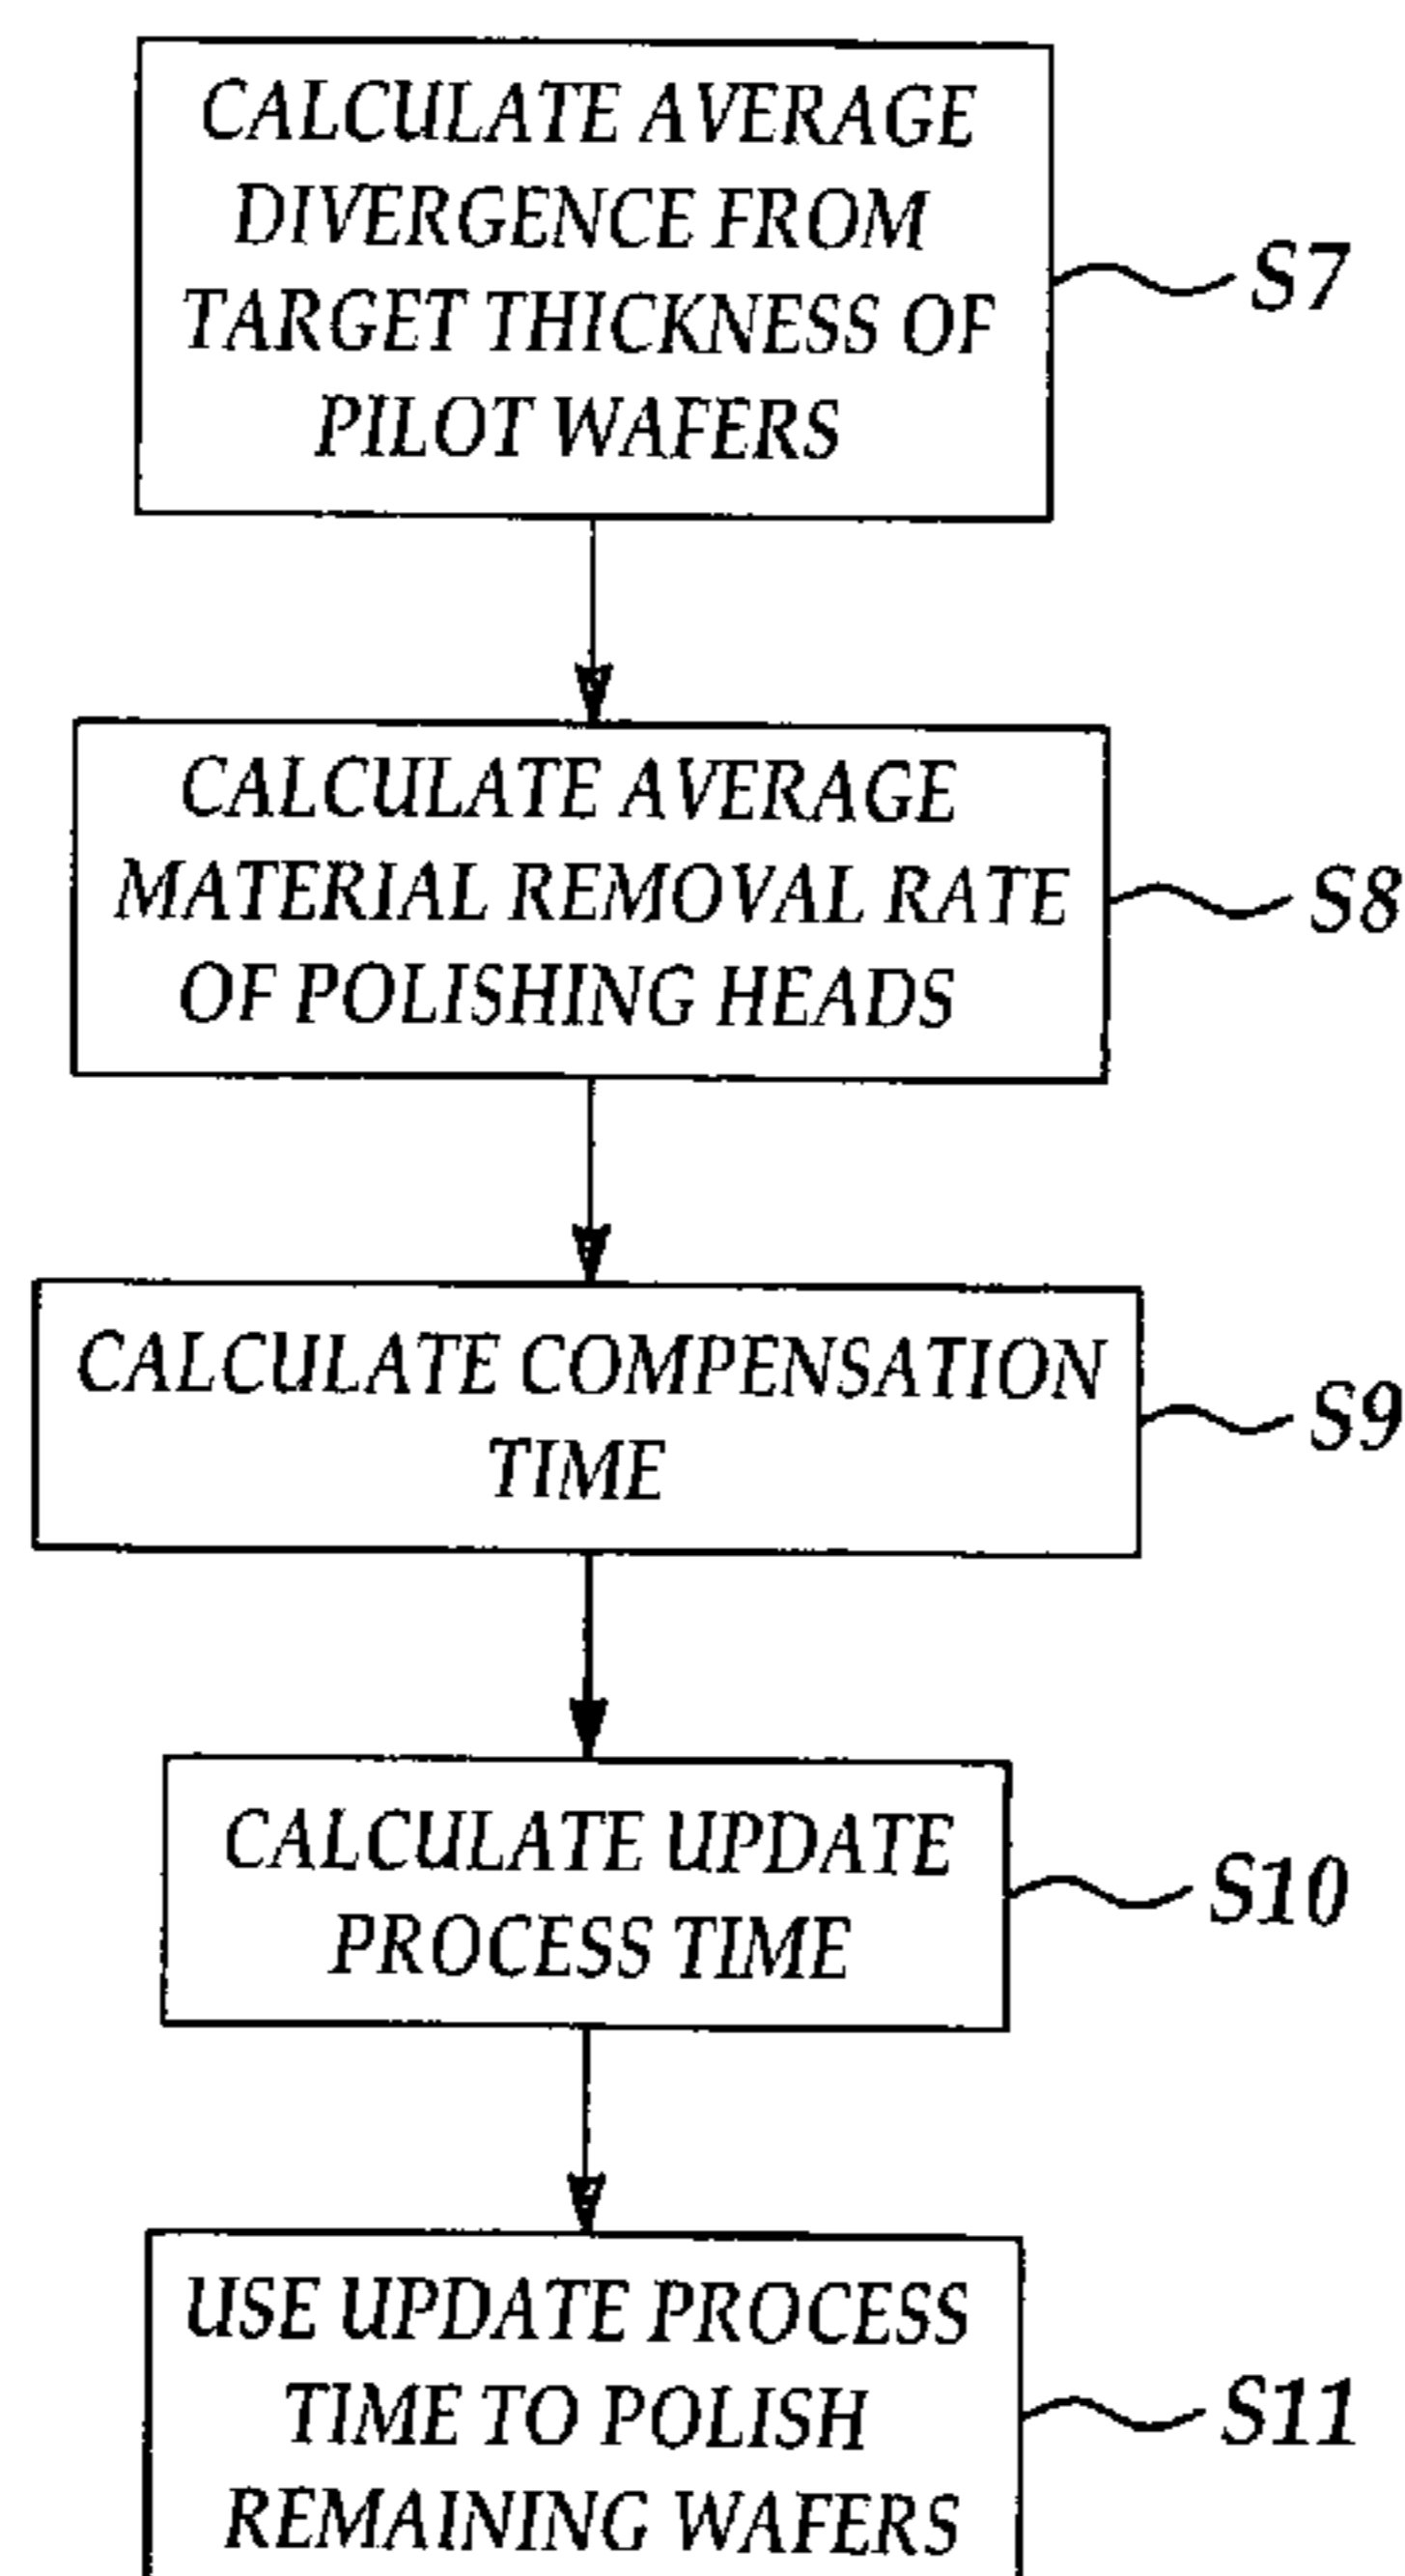 CALCULATE AVERAGE
DIVERGENCE FROM
TARGET THICKNESS OF
PILOT WAFERS
S7
CALCULATE AVERAGE
MATERIAL REMOVAL RATE
OF POLISHING HEADS
S8
CALCULATE COMPENSATION
TIME
S9
CALCULATE UPDATE
PROCESS TIME
S10
USE UPDATE PROCESS
TIME TO POLISH
REMAINING WAFERS
S11